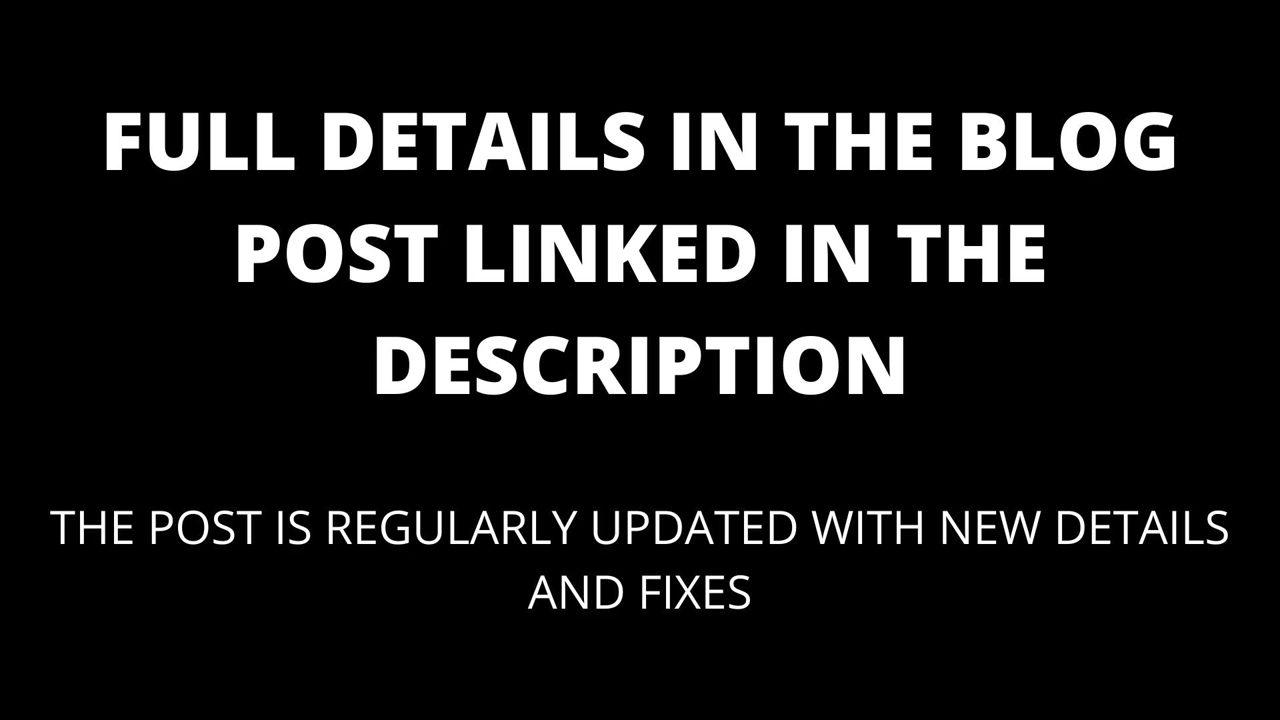 FULL DETAILS IN THE BLOG
POST LINKED IN THE
DESCRIPTION
THE POST IS REGULARLY UPDATED WITH NEW DETAILS
AND FIXES